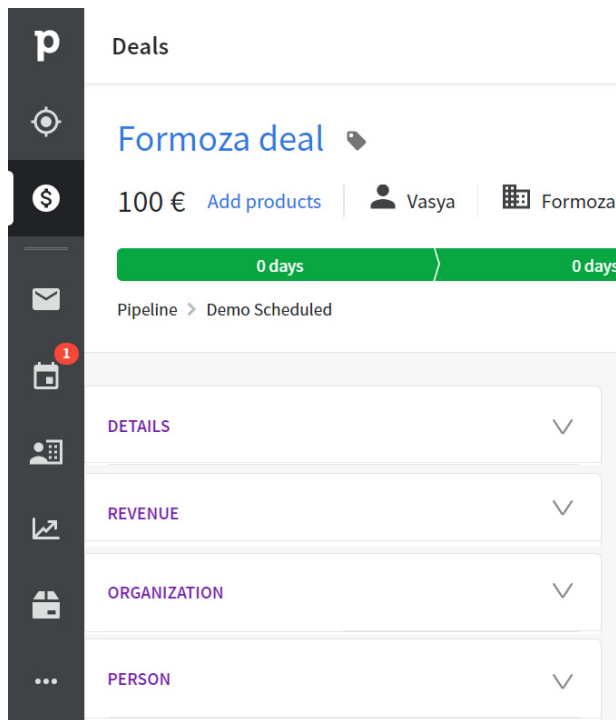 p
Deals
Formoza deal
100 € Add products Vasya Formoza
0 days 0 days
Pipeline > Demo Scheduled
1
DETAILS
REVENUE
ORGANIZATION
PERSON